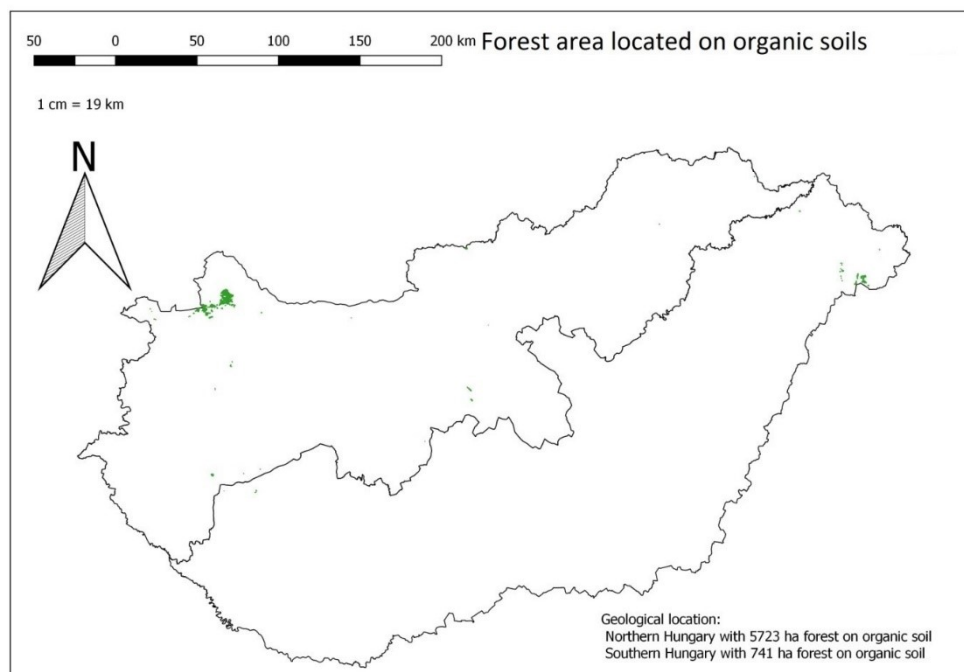 50 0 50 100 150 200 km
Forest area located on organic soils
1 cm = 19 km
N
Geological location:
Northern Hungary with 5723 ha forest on organic soil
Southern Hungary with 741 ha forest on organic soil